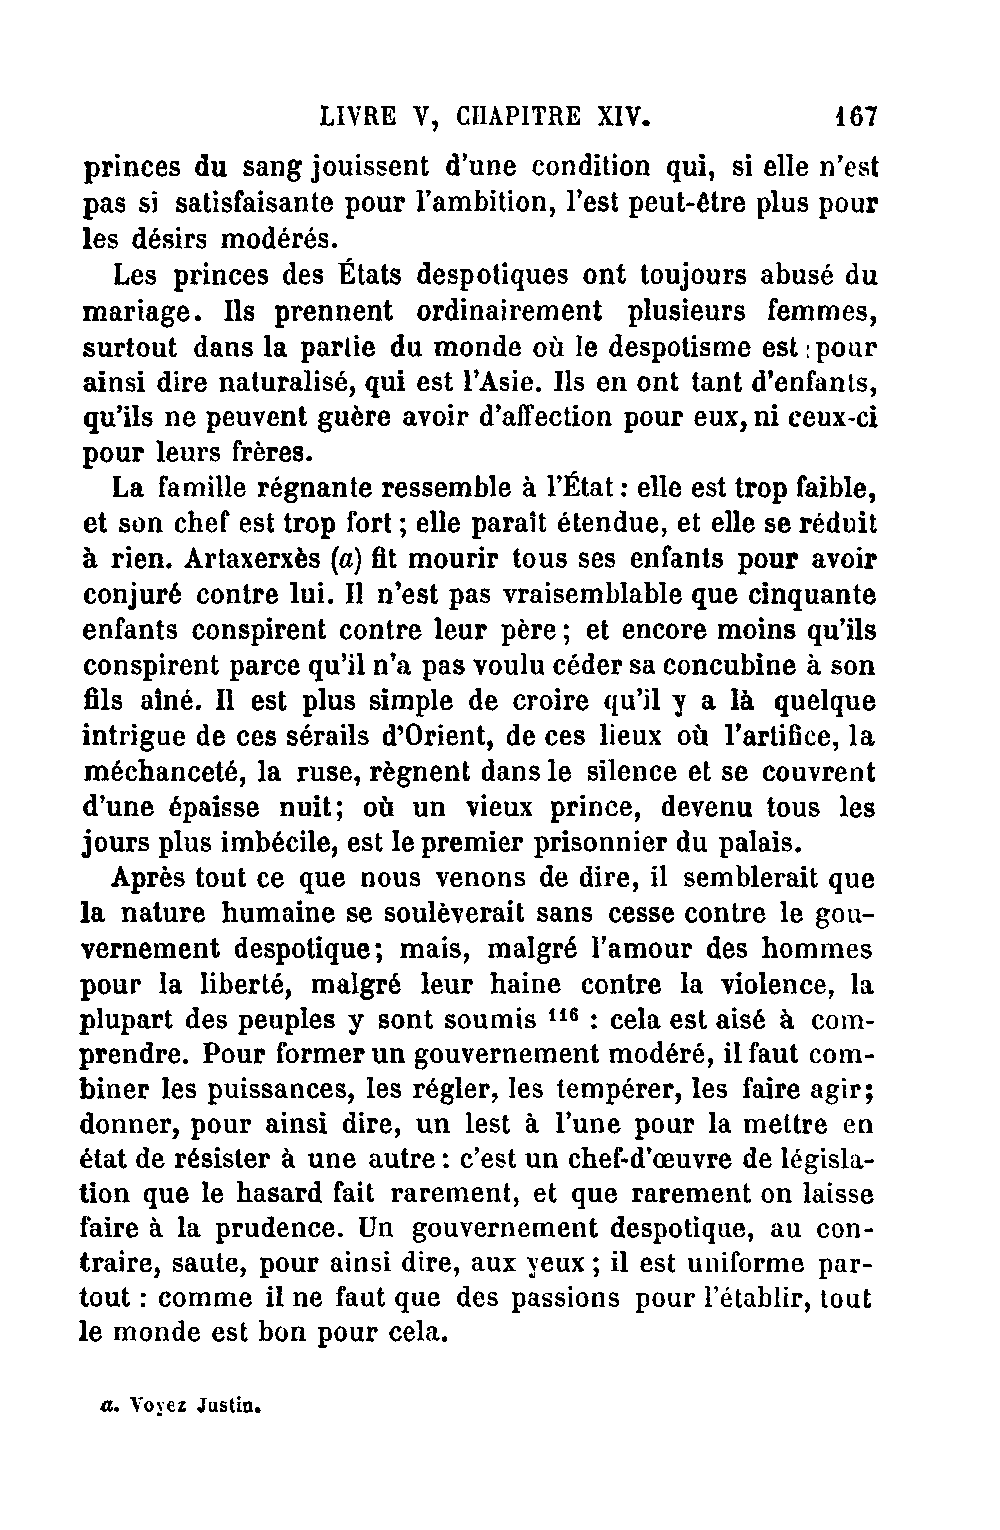 LIVRE V, CHAPITRE XIV. 167
princes du sang jouissent d'une condition qui, si elle n'est
pas si satisfaisante pour l'ambition, l'est peut-être plus pour
les désirs modérés.
Les princes des États despotiques ont toujours abusé du
mariage. Ils prennent ordinairement plusieurs femmes,
surtout dans la partie du monde où le despotisme est pour
ainsi dire naturalisé, qui est l'Asie. Ils en ont tant d'enfants,
qu'ils ne peuvent guère avoir d'affection pour eux, ni ceux-ci
pour leurs frères.
La famille régnante ressemble à l'État : elle est trop faible,
et son chef est trop fort ; elle paraît étendue, et elle se réduit
à rien. Artaxerxès (a) fit mourir tous ses enfants pour avoir
conjuré contre lui. Il n'est pas vraisemblable que cinquante
enfants conspirent contre leur père ; et encore moins qu'ils
conspirent parce qu'il n'a pas voulu céder sa concubine à son
fils aîné. Il est plus simple de croire qu'il y a là quelque
intrigue de ces sérails d'Orient, de ces lieux où l'artifice, la
méchanceté, la ruse, règnent dans le silence et se couvrent
d'une épaisse nuit; où un vieux prince, devenu tous les
jours plus imbécile, est le premier prisonnier du palais.
Après tout ce que nous venons de dire, il semblerait que
la nature humaine se soulèverait sans cesse contre le gou-
vernement despotique; mais, malgré l'amour des hommes
pour la liberté, malgré leur haine contre la violence, la
plupart des peuples y sont soumis 116 : cela est aisé à com-
prendre. Pour former un gouvernement modéré, il faut com-
biner les puissances, les régler, les tempérer, les faire agir;
donner, pour ainsi dire, un lest à l'une pour la mettre en
état de résister à une autre : c'est un chef-d'œuvre de législa-
tion que le hasard fait rarement, et que rarement on laisse
faire à la prudence. Un gouvernement despotique, au con-
traire, saute, pour ainsi dire, aux yeux ; il est uniforme par-
tout : comme il ne faut que des passions pour l'établir, tout
le monde est bon pour cela.
a. Voyez Justin.